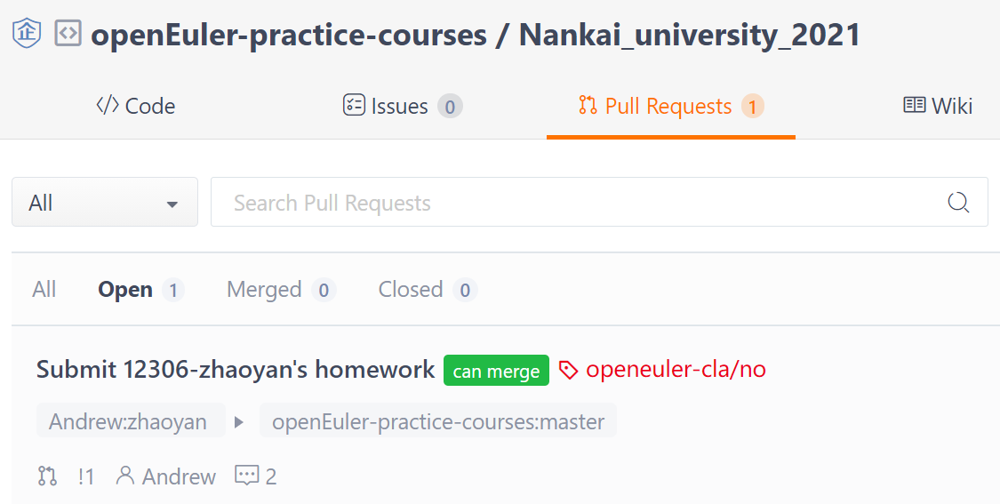 企 openEuler-practice-courses / Nankai_university_2021
</> Code Issues 0 Pull Requests 1 Wiki
All Search Pull Requests
All Open 1 Merged 0 Closed 0
Submit 12306-zhaoyan's homework can merge openeuler-cla/no
Andrew:zhaoyan openEuler-practice-courses:master
!1 Andrew 2